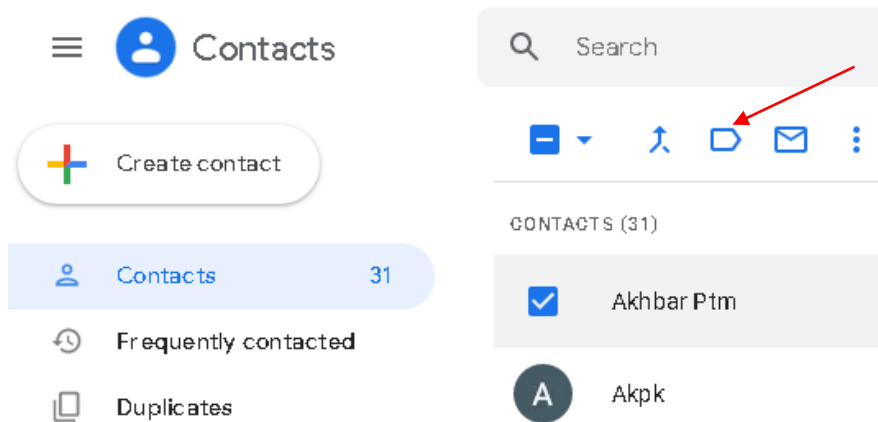 Contacts
Search
Create contact
CONTACTS (31)
Contacts 31
Akhbar Ptm
Frequently contacted
Duplicates
A Akpk